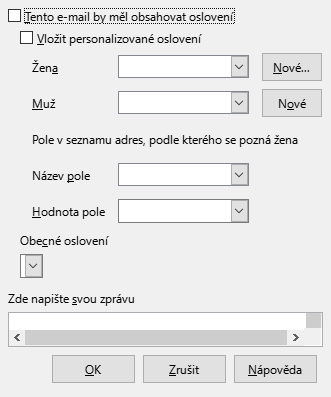 Tento e-mail by měl obsahovat oslovení
Vložit personalizované oslovení
Žena
Nové...
Muž
Nové
Pole v seznamu adres, podle kterého se pozná žena
Název pole
Hodnota pole
Obecné oslovení
Zde napište svou zprávu
OK
Zrušit
Nápověda